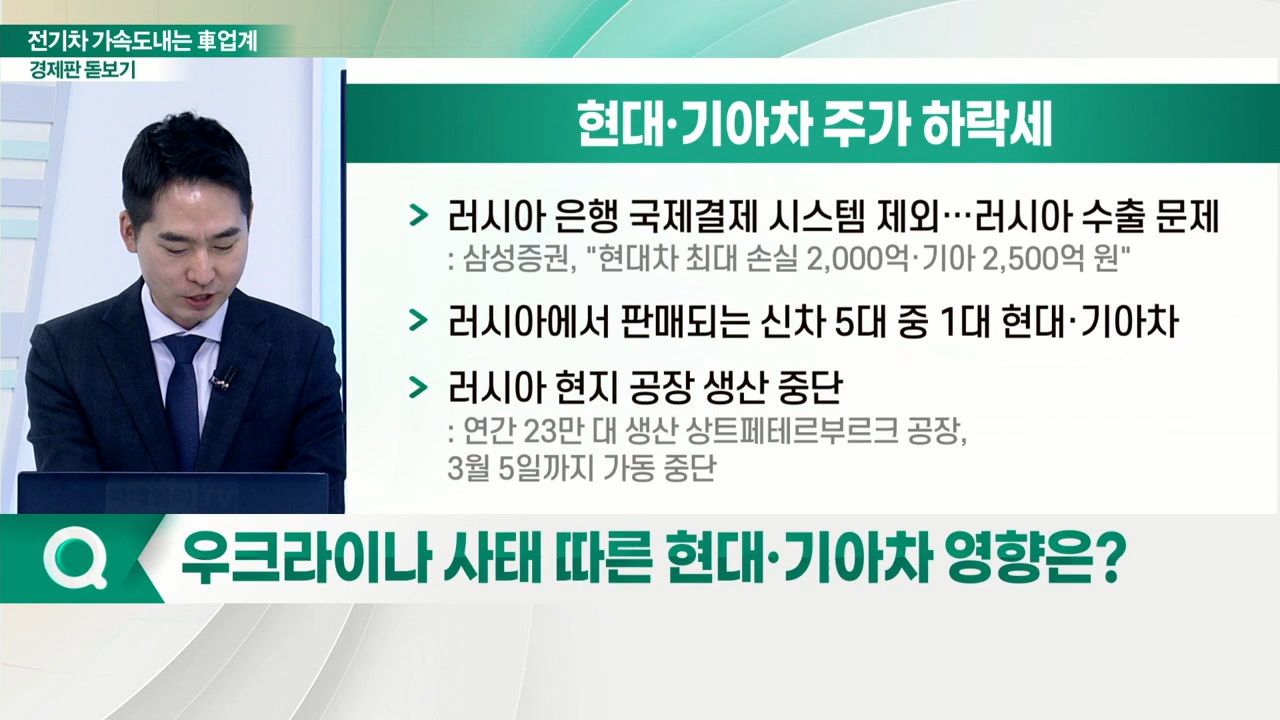 전기차 가속도내는 車업계
경제판 돋보기
현대·기아차 주가 하락세
> 러시아 은행 국제결제 시스템 제외…러시아 수출 문제
: 삼성증권, "현대차 최대 손실 2,000억·기아 2,500억 원"
> 러시아에서 판매되는 신차 5대 중 1대 현대·기아차
> 러시아 현지 공장 생산 중단
: 연간 23만 대 생산 상트페테르부르크 공장,
3월 5일까지 가동 중단
이데일리 TV
Q 우크라이나 사태 따른 현대·기아차 영향은?